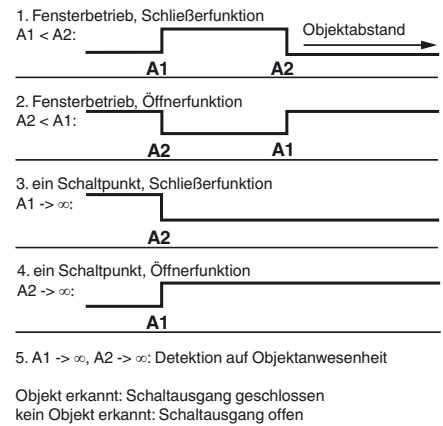 1. Fensterbetrieb, Schließerfunktion
A1 < A2:
Objektabstand
A1 A2
2. Fensterbetrieb, Öffnerfunktion
A2 < A1:
A2 A1
3. ein Schaltpunkt, Schließerfunktion
A1 -> ∞:
A2
4. ein Schaltpunkt, Öffnerfunktion
A2 -> ∞:
A1
5. A1 -> ∞, A2 -> ∞: Detektion auf Objektanwesenheit
Objekt erkannt: Schaltausgang geschlossen
kein Objekt erkannt: Schaltausgang offen